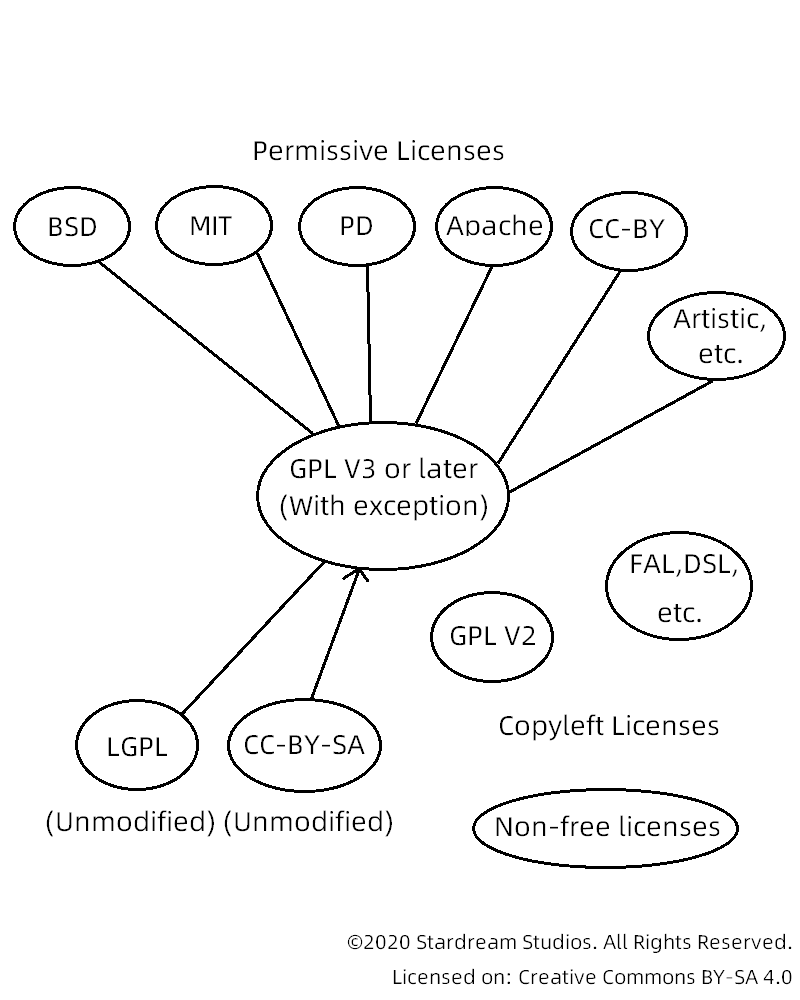 Permissive Licenses
BSD
MIT
PD
Apache
CC-BY
Artistic,
etc.
GPL V3 or later
(With exception)
FAL,DSL,
etc.
GPL V2
LGPL
CC-BY-SA
(Unmodified) (Unmodified)
Copyleft Licenses
Non-free licenses
©2020 Stardream Studios. All Rights Reserved.
Licensed on: Creative Commons BY-SA 4.0